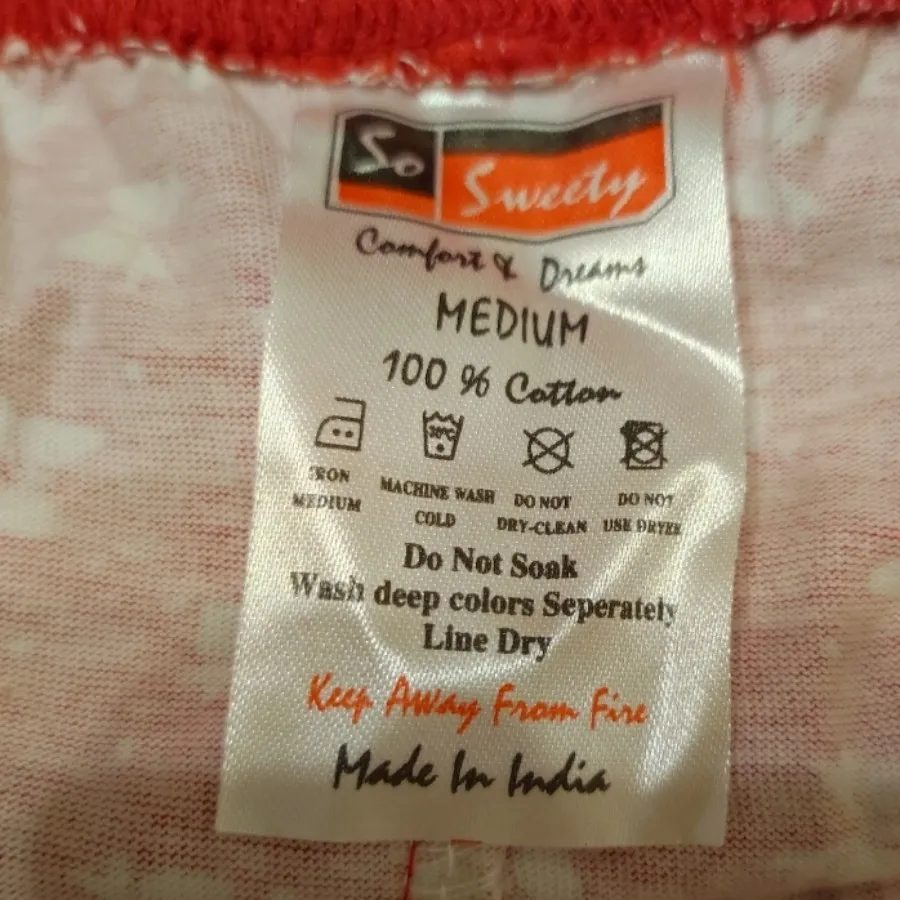 So Sweety
Comfort & Dreams
MEDIUM
100 % Cotton
30°C
IRON MEDIUM
MACHINE WASH COLD
DO NOT DRY-CLEAN
DO NOT USE DRYER
Do Not Soak
Wash deep colors Seperately
Line Dry
Keep Away From Fire
Made In India